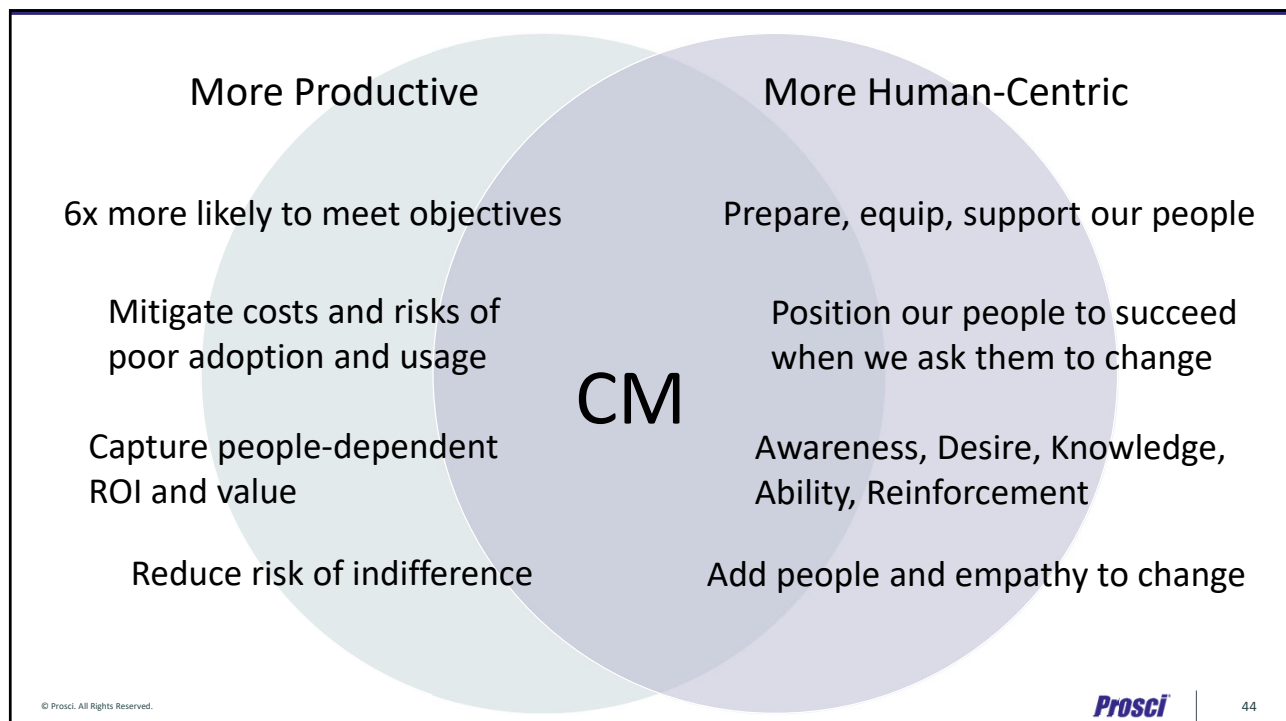 More Productive
More Human-Centric
6x more likely to meet objectives
Prepare, equip, support our people
Mitigate costs and risks of
poor adoption and usage
Position our people to succeed
when we ask them to change
CM
Capture people-dependent
ROI and value
Awareness, Desire, Knowledge,
Ability, Reinforcement
Reduce risk of indifference
Add people and empathy to change
© Prosci. All Rights Reserved.
Prosci
44